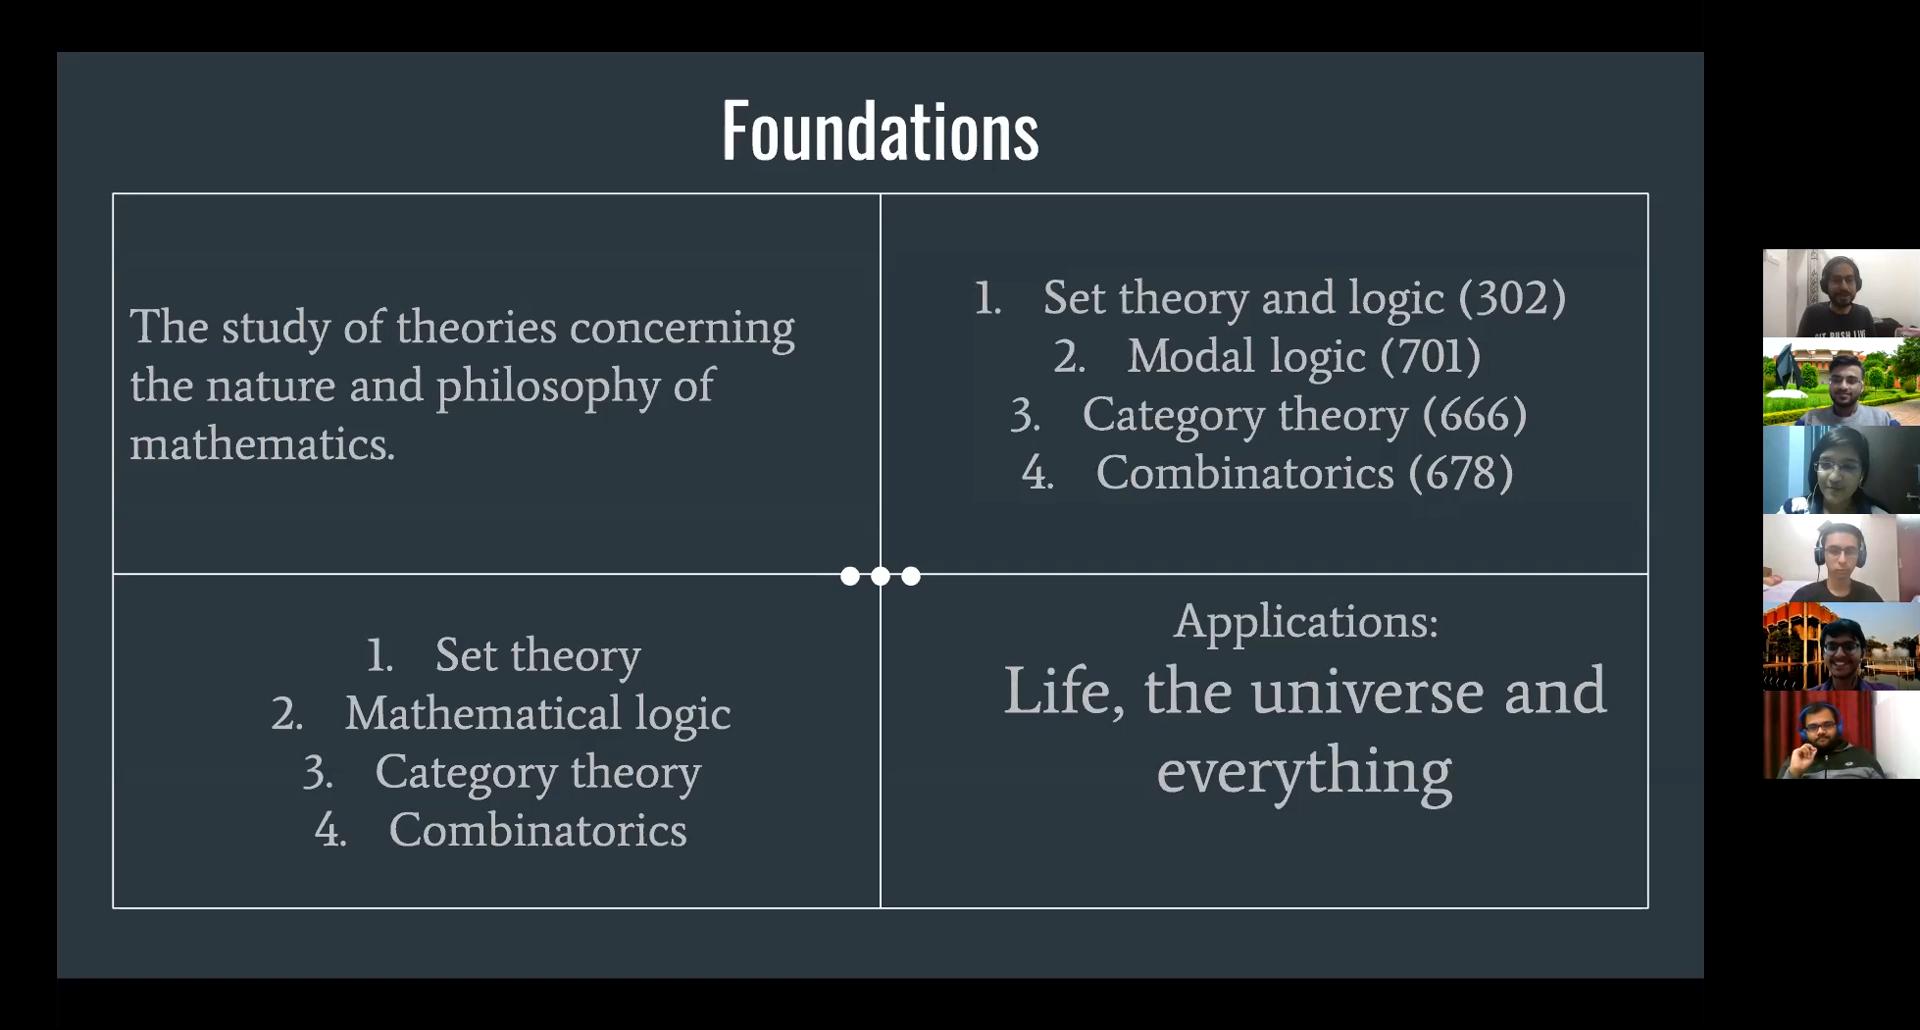 Foundations
The study of theories concerning
the nature and philosophy of
mathematics.
1. Set theory and logic (302)
2. Modal logic (701)
3. Category theory (666)
4. Combinatorics (678)
1. Set theory
2. Mathematical logic
3. Category theory
4. Combinatorics
Applications:
Life, the universe and
everything